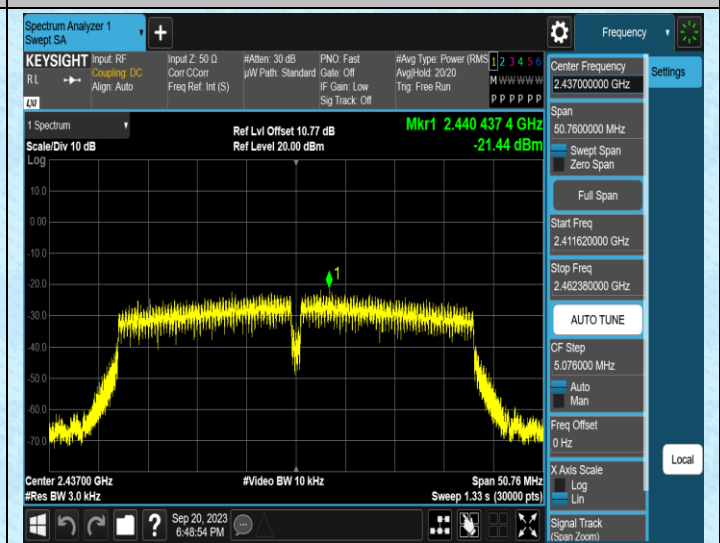 Spectrum Analyzer 1
Swept SA
+
Frequency
KEYSIGHT
R L
LXI
Input: RF
Coupling: DC
Align: Auto
Input Z: 50 Ω
Corr CCorr
Freq Ref: Int (S)
#Atten: 30 dB
µW Path: Standard
PNO: Fast
Gate: Off
IF Gain: Low
Sig Track: Off
#Avg Type: Power (RMS
Avg|Hold: 20/20
Trig: Free Run
1 2 3 4 5 6
M W W W W W
P P P P P P
1 Spectrum
Scale/Div 10 dB
Ref Lvl Offset 10.77 dB
Ref Level 20.00 dBm
Mkr1 2.440 437 4 GHz
-21.44 dBm
Log
10.0
0.00
-10.0
-20.0
-30.0
-40.0
-50.0
-60.0
-70.0
1
Center 2.43700 GHz
#Res BW 3.0 kHz
#Video BW 10 kHz
Span 50.76 MHz
Sweep 1.33 s (30000 pts)
Center Frequency
2.437000000 GHz
Settings
Span
50.7600000 MHz
Swept Span
Zero Span
Full Span
Start Freq
2.411620000 GHz
Stop Freq
2.462380000 GHz
AUTO TUNE
CF Step
5.076000 MHz
Auto
Man
Freq Offset
0 Hz
X Axis Scale
Log
Lin
Local
Signal Track
(Span Zoom)
?
Sep 20, 2023
6:48:54 PM